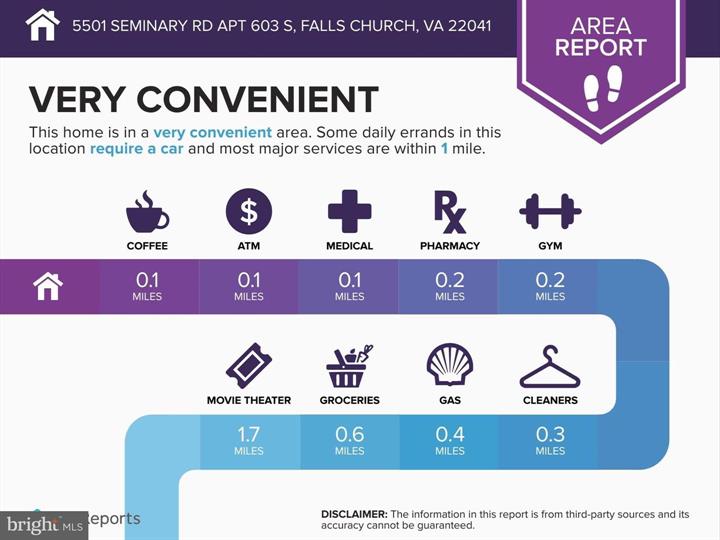 5501 SEMINARY RD APT 603 S, FALLS CHURCH, VA 22041
AREA
REPORT
VERY CONVENIENT
This home is in a very convenient area. Some daily errands in this
location require a car and most major services are within 1 mile.
COFFEE ATM MEDICAL PHARMACY GYM
0.1 0.1 0.1 0.2 0.2
MILES MILES MILES MILES MILES
MOVIE THEATER GROCERIES GAS CLEANERS
1.7 0.6 0.4 0.3
MILES MILES MILES MILES
DISCLAIMER: The information in this report is from third-party sources and its
accuracy cannot be guaranteed.
bright MLS